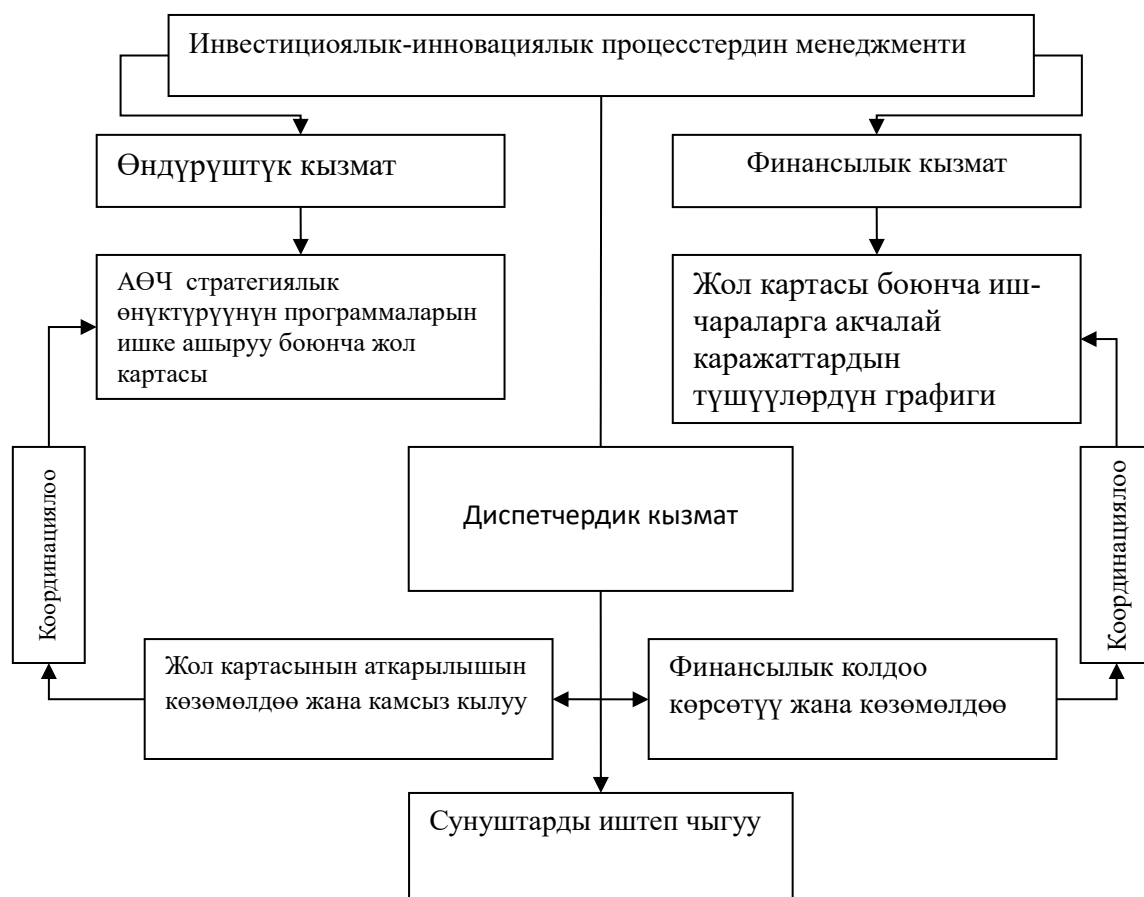 Инвестициоялык-инновациялык процесстердин менеджменти
Өндүрүштүк кызмат
Финансылык кызмат
АӨЧ стратегиялык
өнүктүрүүнүн программаларын
ишке ашыруу боюнча жол
картасы
Жол картасы боюнча иш-
чараларга акчалай
каражаттардын
түшүүлөрдүн графиги
Координациялоо
Диспетчердик кызмат
Координациялоо
Жол картасынын аткарылышын
көзөмөлдөө жана камсыз кылуу
Финансылык колдоо
көрсөтүү жана көзөмөлдөө
Сунуштарды иштеп чыгуу